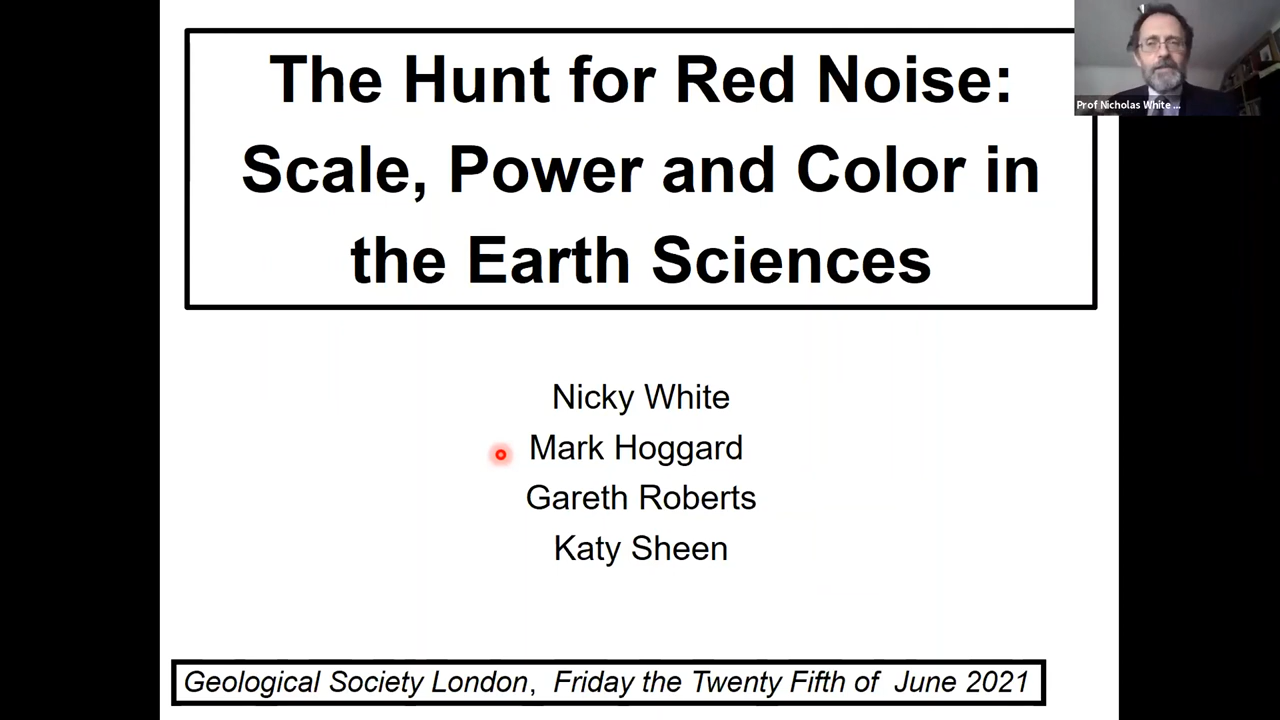 The Hunt for Red Noise:
Scale, Power and Color in
the Earth Sciences
Prof Nicholas White ...
Nicky White
Mark Hoggard
Gareth Roberts
Katy Sheen
Geological Society London, Friday the Twenty Fifth of June 2021